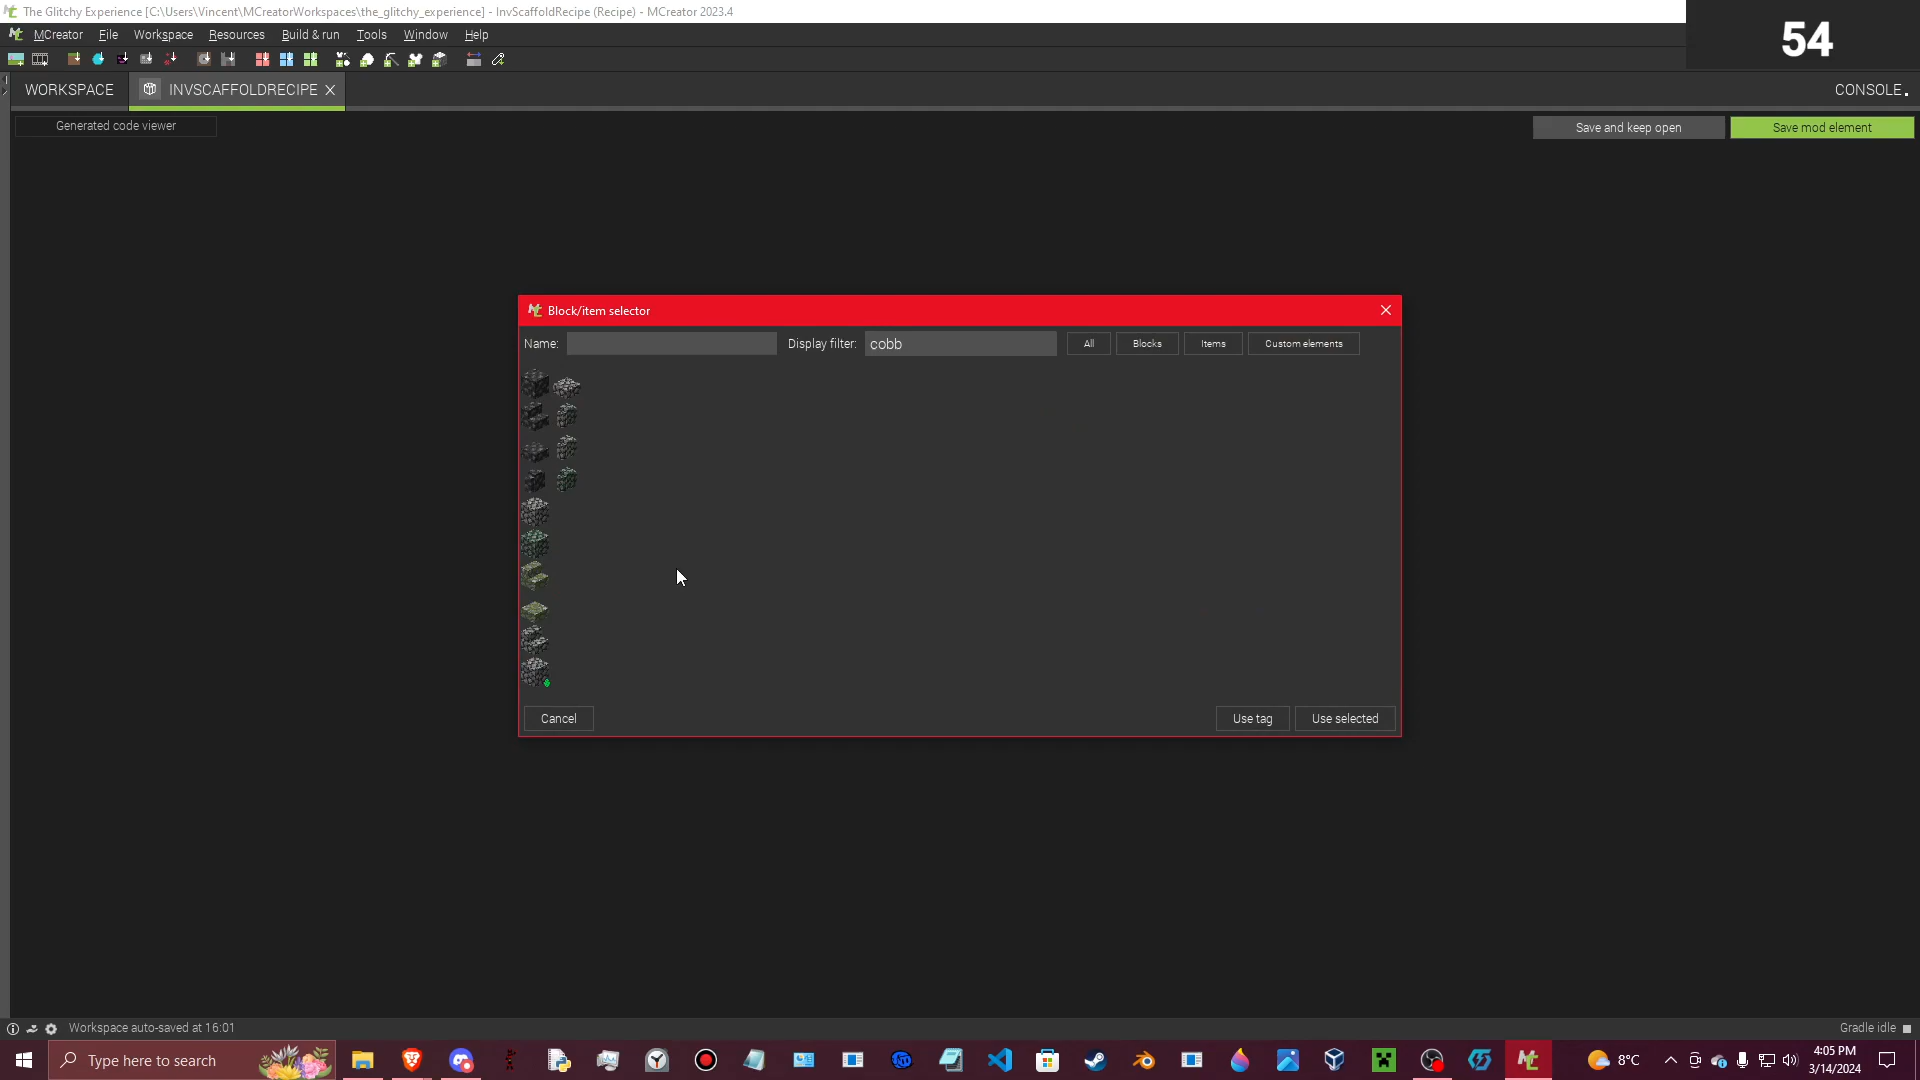 The Glitchy Experience [C:\Users\Vincent\MCreatorWorkspaces\the_glitchy_experience] - InvScaffoldRecipe (Recipe) - MCreator 2023.4
54
MCreator File Workspace Resources Build & run Tools Window Help
WORKSPACE INVSCAFFOLDRECIPE CONSOLE
Generated code viewer Save and keep open Save mod element
Block/item selector
Name: Display filter: cobb All Blocks Items Custom elements
Cancel Use tag Use selected
Workspace auto-saved at 16:01 Gradle idle
Type here to search 8°C 4:05 PM
3/14/2024